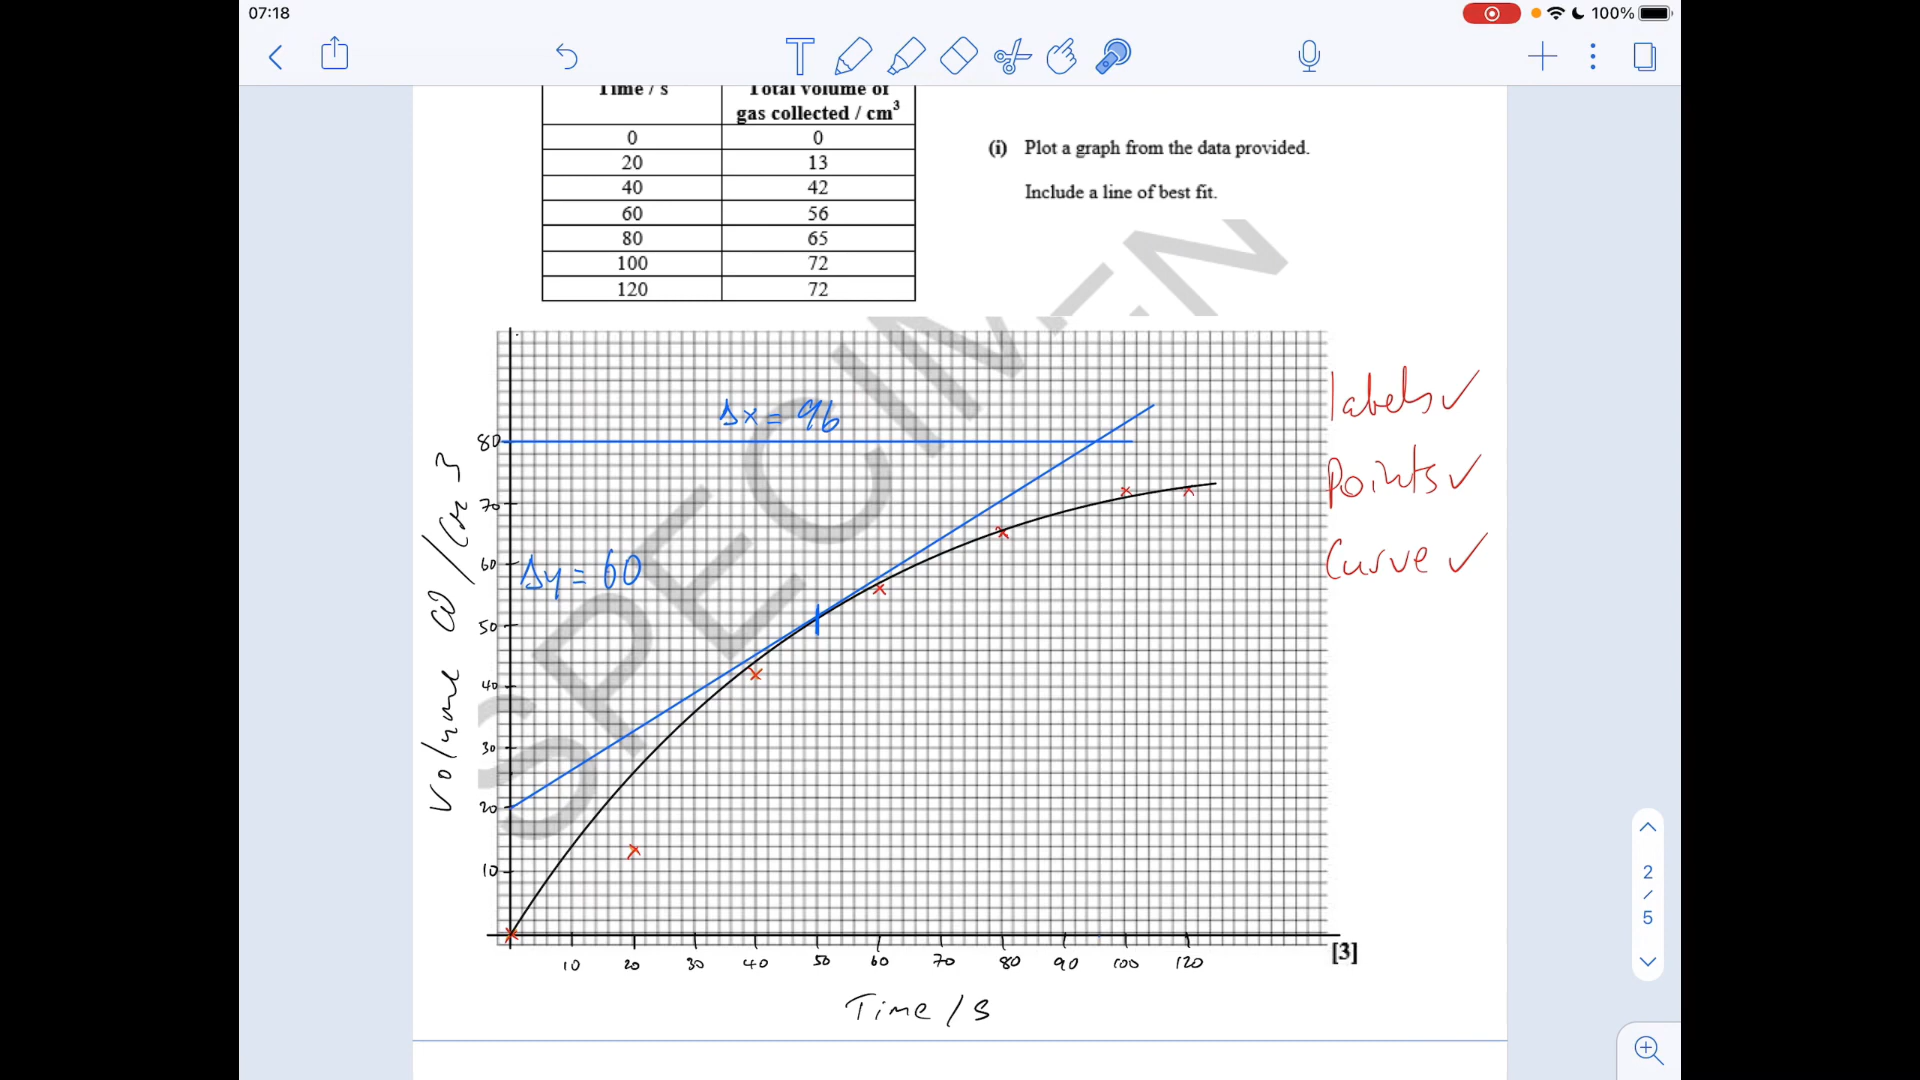 07:18
100%
T
Time / s Total volume of
gas collected / cm³
0 0
20 13
40 42
60 56
80 65
100 72
120 72
(i) Plot a graph from the data provided.
Include a line of best fit.
SPECIMEN
Δx = 96
Δy = 60
labels ✓
Points ✓
Curve ✓
80
70
60
50
40
30
20
10
10 20 30 40 50 60 70 80 90 100 120
[3]
Time / s
2
/
5